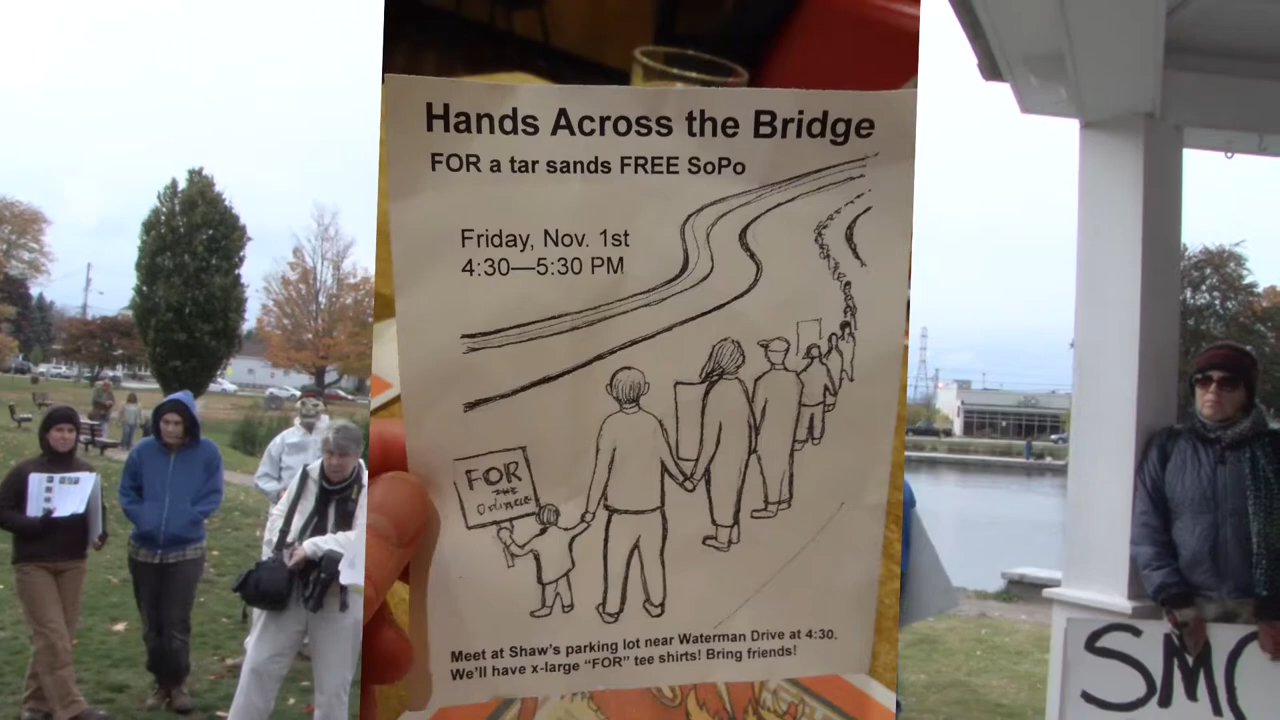 Hands Across the Bridge
FOR a tar sands FREE SoPo
Friday, Nov. 1st
4:30—5:30 PM
FOR
THE
Ordinance
Meet at Shaw's parking lot near Waterman Drive at 4:30.
We'll have x-large "FOR" tee shirts! Bring friends!
SMC